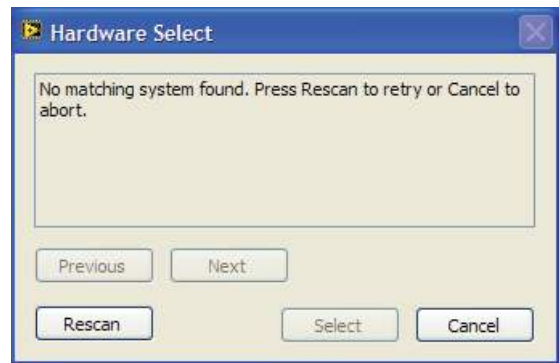 Hardware Select
No matching system found. Press Rescan to retry or Cancel to
abort.
Previous Next
Rescan Select Cancel